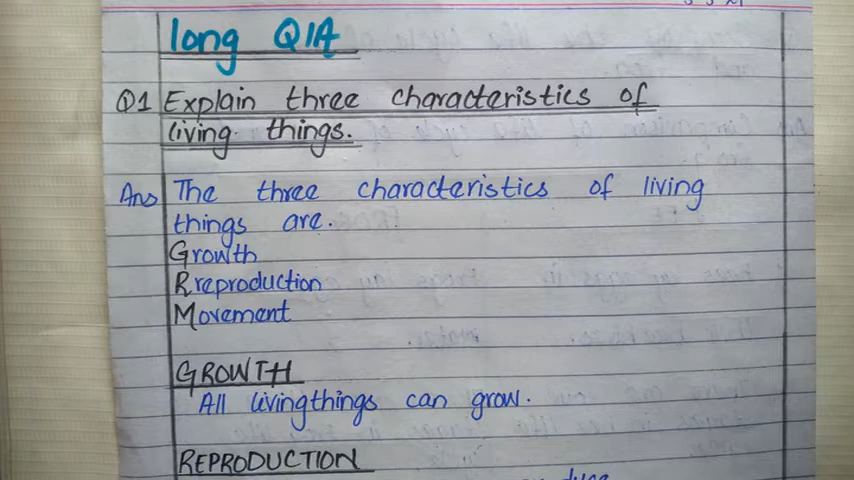 long Q1A
Q1 Explain three characteristics of
living things.
Ans The three characteristics of living
things are.
Growth
Rreproduction
Movement
GROWTH
All livingthings can grow.
REPRODUCTION